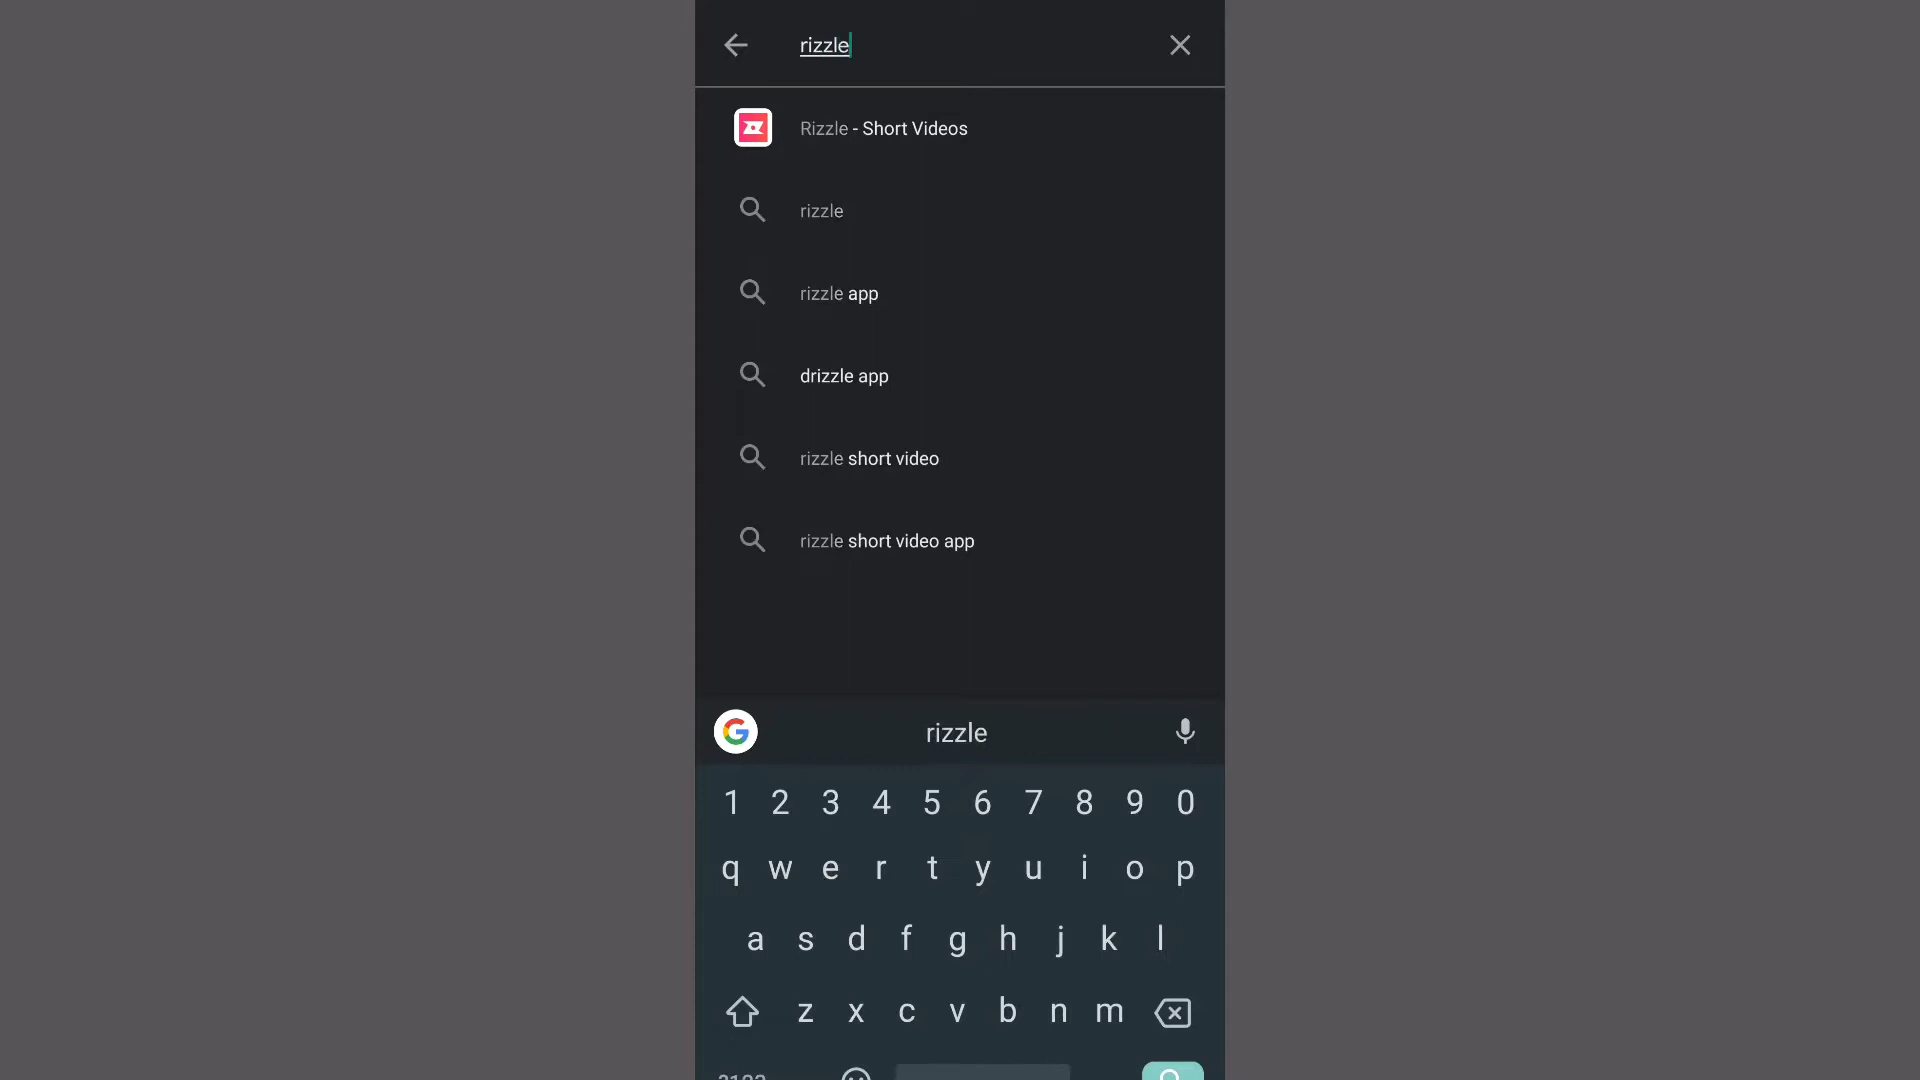 rizzle
Rizzle - Short Videos
rizzle
rizzle app
drizzle app
rizzle short video
rizzle short video app
rizzle
1 2 3 4 5 6 7 8 9 0
q w e r t y u i o p
a s d f g h j k l
z x c v b n m